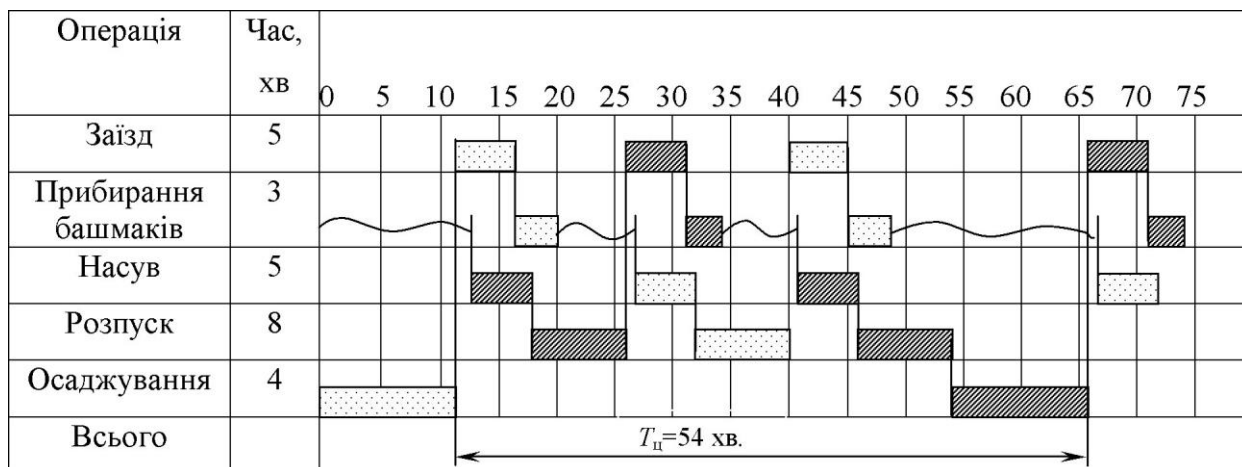 Операція Час, хв
0 5 10 15 20 25 30 35 40 45 50 55 60 65 70 75
Заїзд 5
Прибирання башмаків 3
Насув 5
Розпуск 8
Осаджування 4
Всього Tц=54 хв.